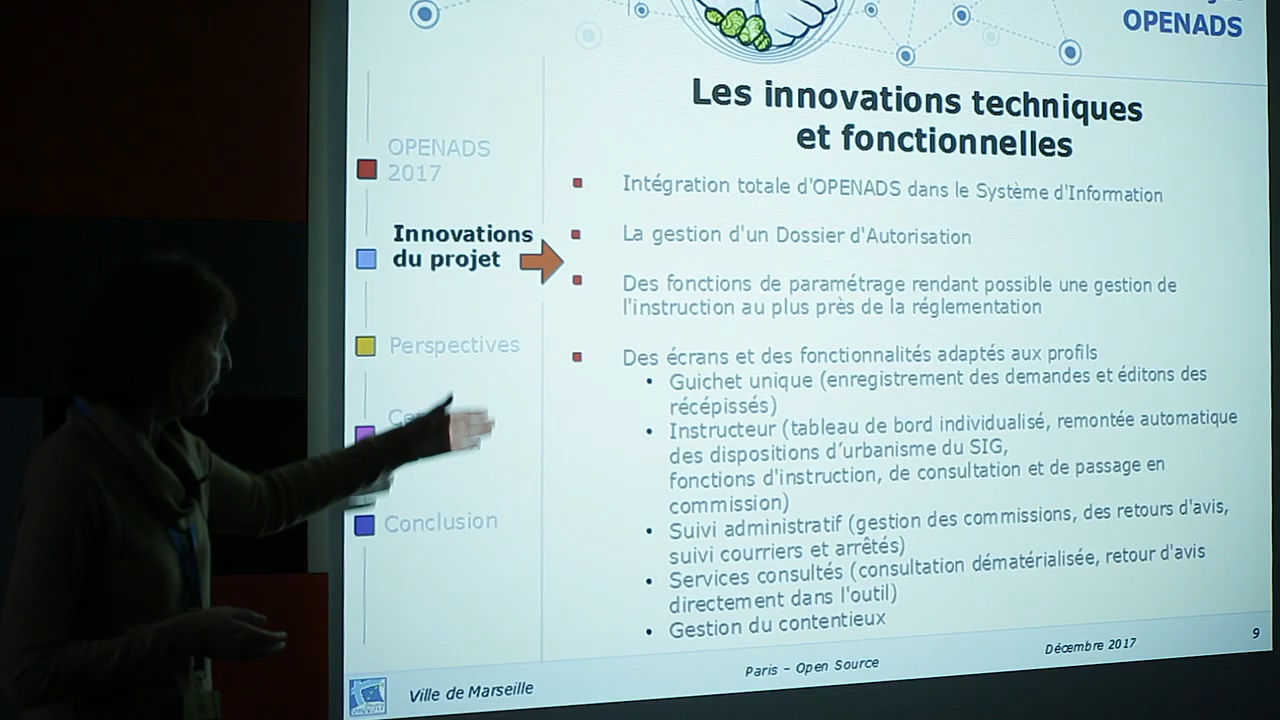 OPENADS
Les innovations techniques
et fonctionnelles
OPENADS
2017
Innovations
du projet
Perspectives
Conclusion
Intégration totale d'OPENADS dans le Système d'Information
La gestion d'un Dossier d'Autorisation
Des fonctions de paramétrage rendant possible une gestion de
l'instruction au plus près de la réglementation
Des écrans et des fonctionnalités adaptés aux profils
• Guichet unique (enregistrement des demandes et éditons des
récépissés)
• Instructeur (tableau de bord individualisé, remontée automatique
des dispositions d’urbanisme du SIG,
fonctions d'instruction, de consultation et de passage en
commission)
• Suivi administratif (gestion des commissions, des retours d'avis,
suivi courriers et arrêtés)
• Services consultés (consultation dématérialisée, retour d'avis
directement dans l'outil)
• Gestion du contentieux
Ville de Marseille
Paris – Open Source
Décembre 2017
9